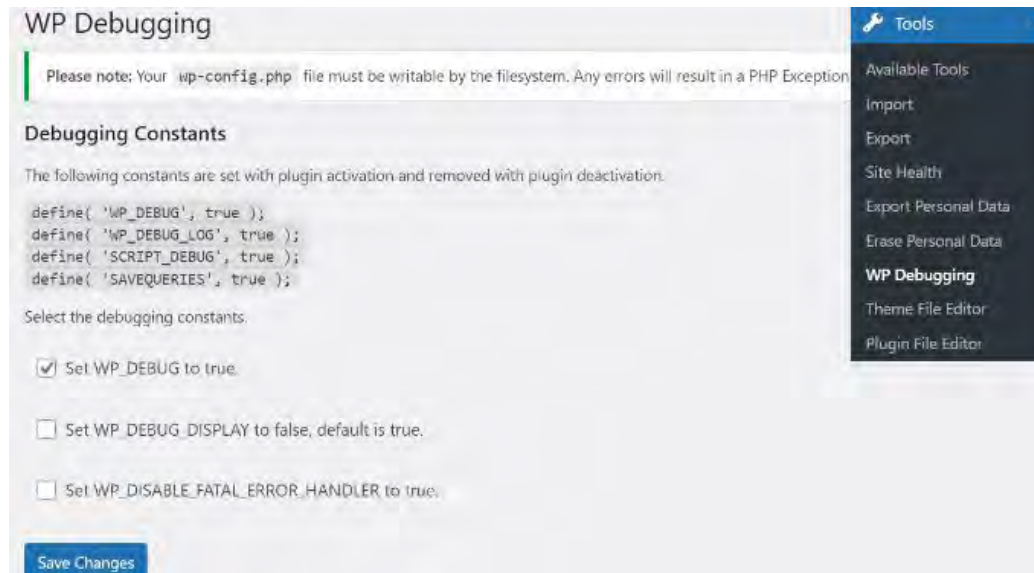 WP Debugging
Please note: Your wp-config.php file must be writable by the filesystem. Any errors will result in a PHP Exception
Debugging Constants
The following constants are set with plugin activation and removed with plugin deactivation.
define( 'WP_DEBUG', true );
define( 'WP_DEBUG_LOG', true );
define( 'SCRIPT_DEBUG', true );
define( 'SAVEQUERIES', true );
Select the debugging constants.
Set WP_DEBUG to true.
Set WP_DEBUG_DISPLAY to false, default is true.
Set WP_DISABLE_FATAL_ERROR_HANDLER to true.
Save Changes
Tools
Available Tools
Import
Export
Site Health
Export Personal Data
Erase Personal Data
WP Debugging
Theme File Editor
Plugin File Editor